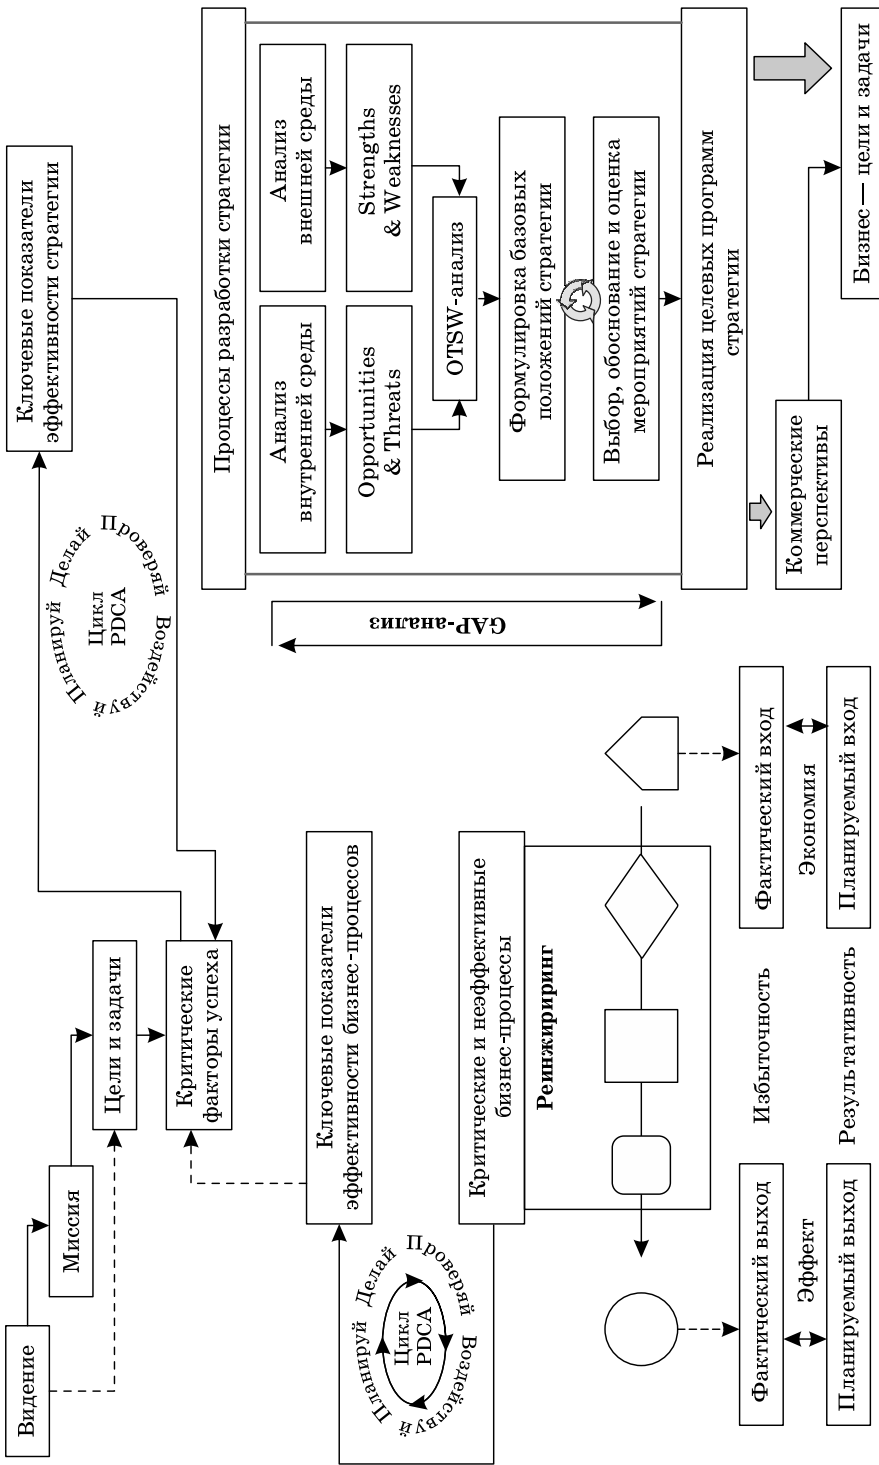 Видение
Миссия
Цели и задачи
Критические
факторы успеха
Планируй Делай Проверяй Воздействуй
Цикл
PDCA
Ключевые показатели
эффективности стратегии
Планируй Делай Проверяй Воздействуй
Цикл
PDCA
Ключевые показатели
эффективности бизнес-процессов
Критические и неэффективные
бизнес-процессы
Реинжириринг
Фактический выход
Эффект
Планируемый выход
Избыточность
Результативность
Фактический вход
Экономия
Планируемый вход
GAP-анализ
Процессы разработки стратегии
Анализ
внутренней среды
Анализ
внешней среды
Opportunities
& Threats
Strengths
& Weaknesses
OTSW-анализ
Формулировка базовых
положений стратегии
Выбор, обоснование и оценка
мероприятий стратегии
Реализация целевых программ
стратегии
Коммерческие
перспективы
Бизнес— цели и задачи